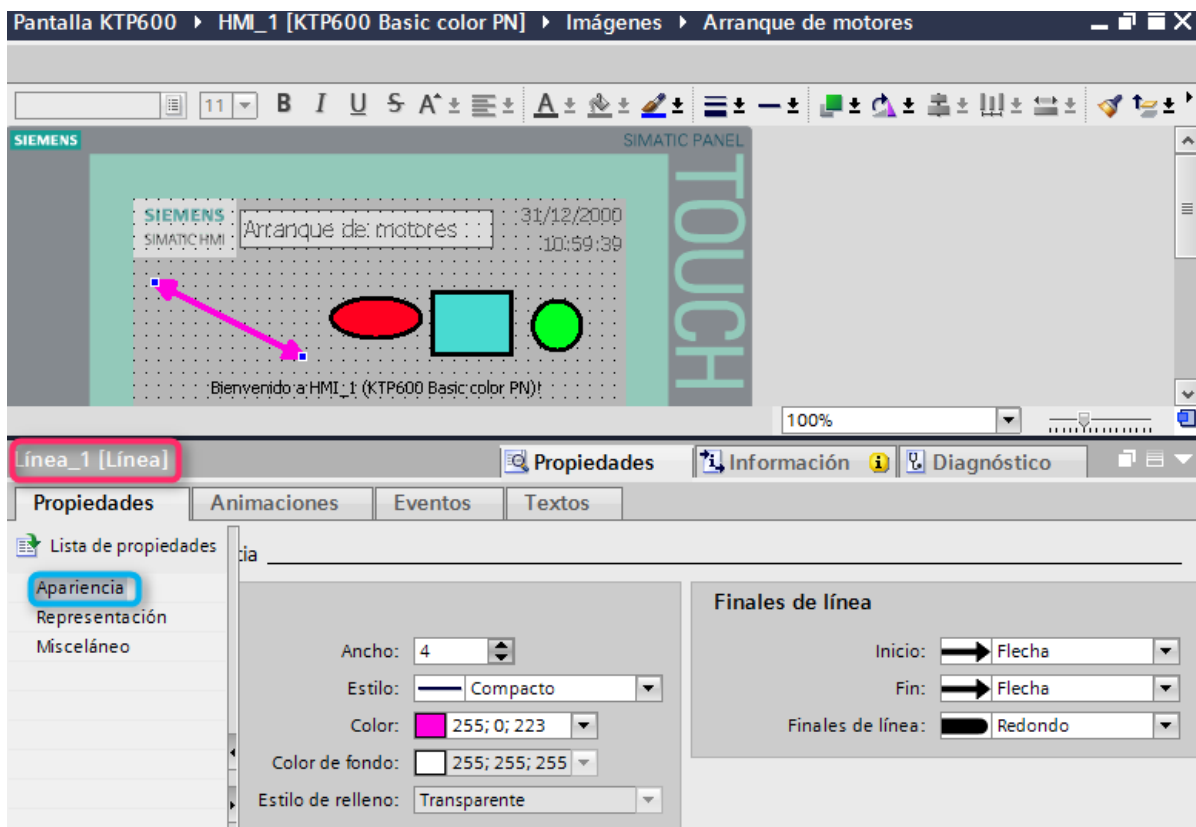 Pantalla KTP600 ▸ HMI_1 [KTP600 Basic color PN] ▸ Imágenes ▸ Arranque de motores
11 B I U S A A
SIEMENS SIMATIC PANEL
TOUCH
SIEMENS
SIMATIC HMI
Arranque de motores
31/12/2000
10:59:39
Bienvenido a HMI_1 (KTP600 Basic color PN)!
100%
Línea_1 [Línea] Propiedades Información Diagnóstico
Propiedades Animaciones Eventos Textos
Lista de propiedades
cia
Apariencia
Representación
Misceláneo
Ancho: 4
Estilo: Compacto
Color: 255; 0; 223
Color de fondo: 255; 255; 255
Estilo de relleno: Transparente
Finales de línea
Inicio: Flecha
Fin: Flecha
Finales de línea: Redondo